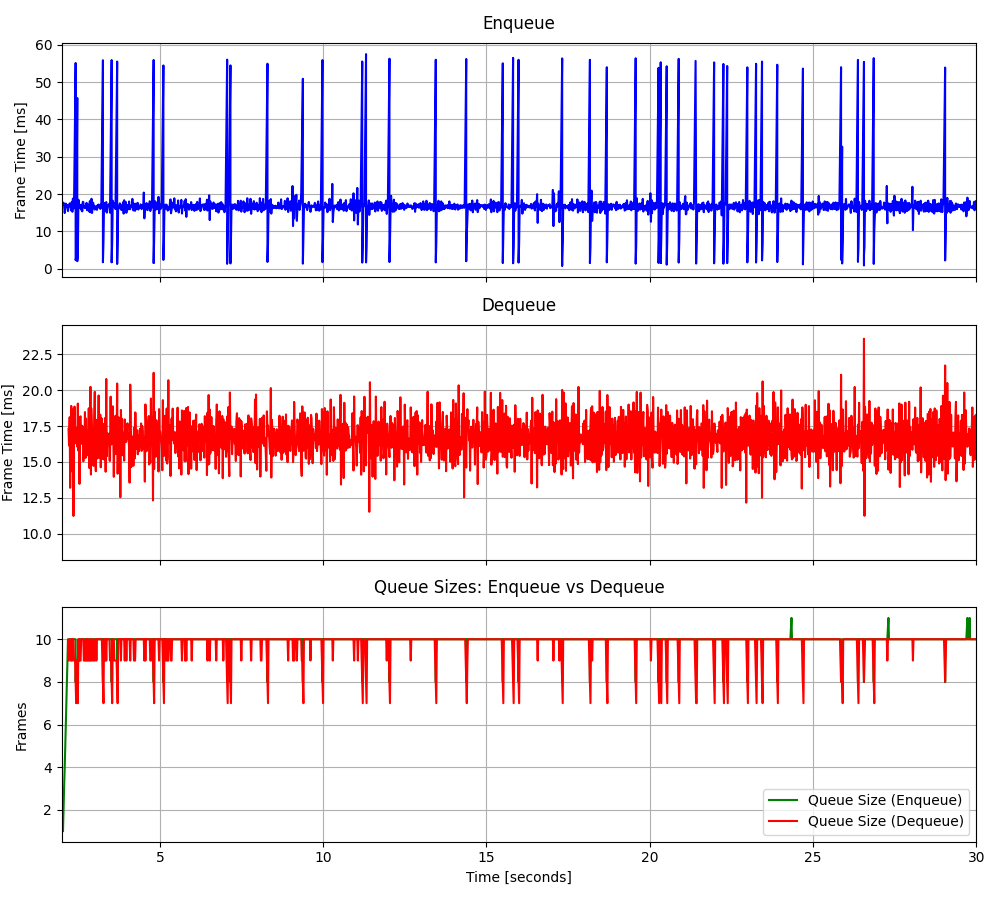 Enqueue
Frame Time [ms]
60
50
40
30
20
10
0
Dequeue
Frame Time [ms]
22.5
20.0
17.5
15.0
12.5
10.0
Queue Sizes: Enqueue vs Dequeue
Frames
10
8
6
4
2
Queue Size (Enqueue)
Queue Size (Dequeue)
5 10 15 20 25 30
Time [seconds]